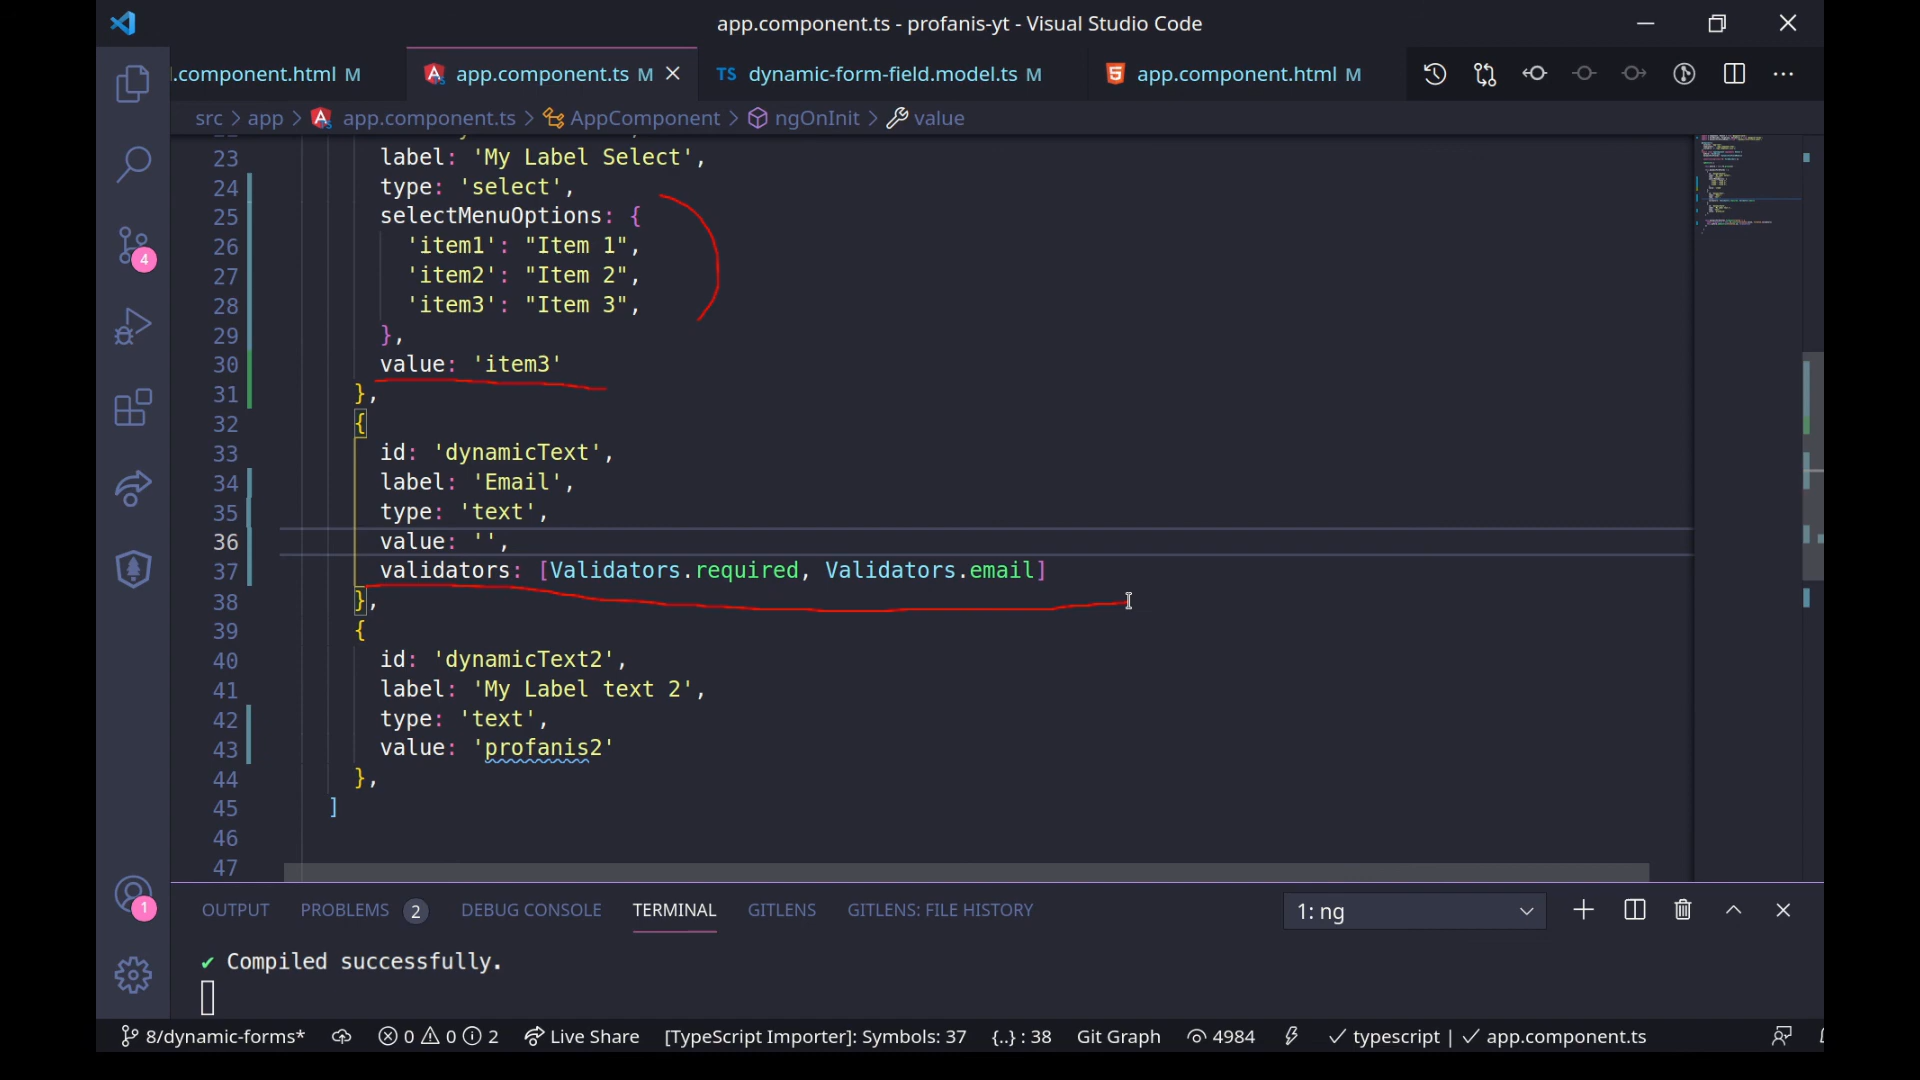 app.component.ts - profanis-yt - Visual Studio Code
l.component.html M
app.component.ts M
TS dynamic-form-field.model.ts M
app.component.html M
src > app > app.component.ts > AppComponent > ngOnInit > value
23 label: 'My Label Select',
24 type: 'select',
25 selectMenuOptions: {
26 'item1': "Item 1",
27 'item2': "Item 2",
28 'item3': "Item 3",
29 },
30 value: 'item3'
31 },
32 {
33 id: 'dynamicText',
34 label: 'Email',
35 type: 'text',
36 value: '',
37 validators: [Validators.required, Validators.email]
38 },
39 {
40 id: 'dynamicText2',
41 label: 'My Label text 2',
42 type: 'text',
43 value: 'profanis2'
44 },
45 ]
46
47
4
1
OUTPUT PROBLEMS 2 DEBUG CONSOLE TERMINAL GITLENS GITLENS: FILE HISTORY 1: ng
✔ Compiled successfully.
8/dynamic-forms* 0 0 2 Live Share [TypeScript Importer]: Symbols: 37 {..} : 38 Git Graph 4984 ✓ typescript | ✓ app.component.ts